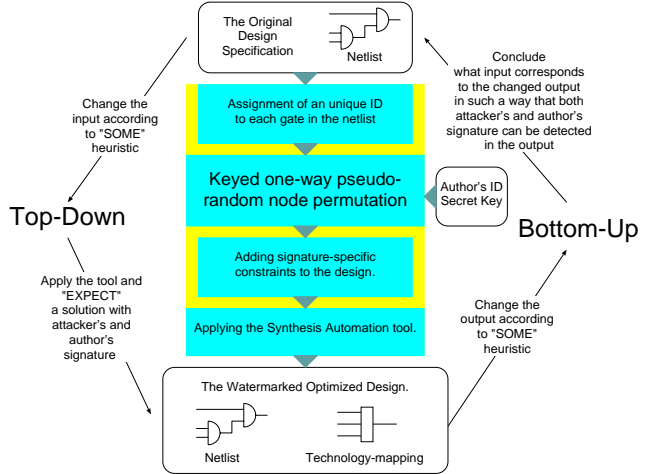 The Original
Design
Specification
Netlist
Change the
input according
to "SOME"
heuristic
Top-Down
Apply the tool and
"EXPECT"
a solution with
attacker's and
author's
signature
Assignment of an unique ID
to each gate in the netlist
Keyed one-way pseudo-
random node permutation
Author's ID
Secret Key
Adding signature-specific
constraints to the design.
Applying the Synthesis Automation tool.
The Watermarked Optimized Design.
Netlist
Technology-mapping
Conclude
what input corresponds
to the changed output
in such a way that both
attacker's and author's
signature can be detected
in the output
Bottom-Up
Change the
output according
to "SOME"
heuristic